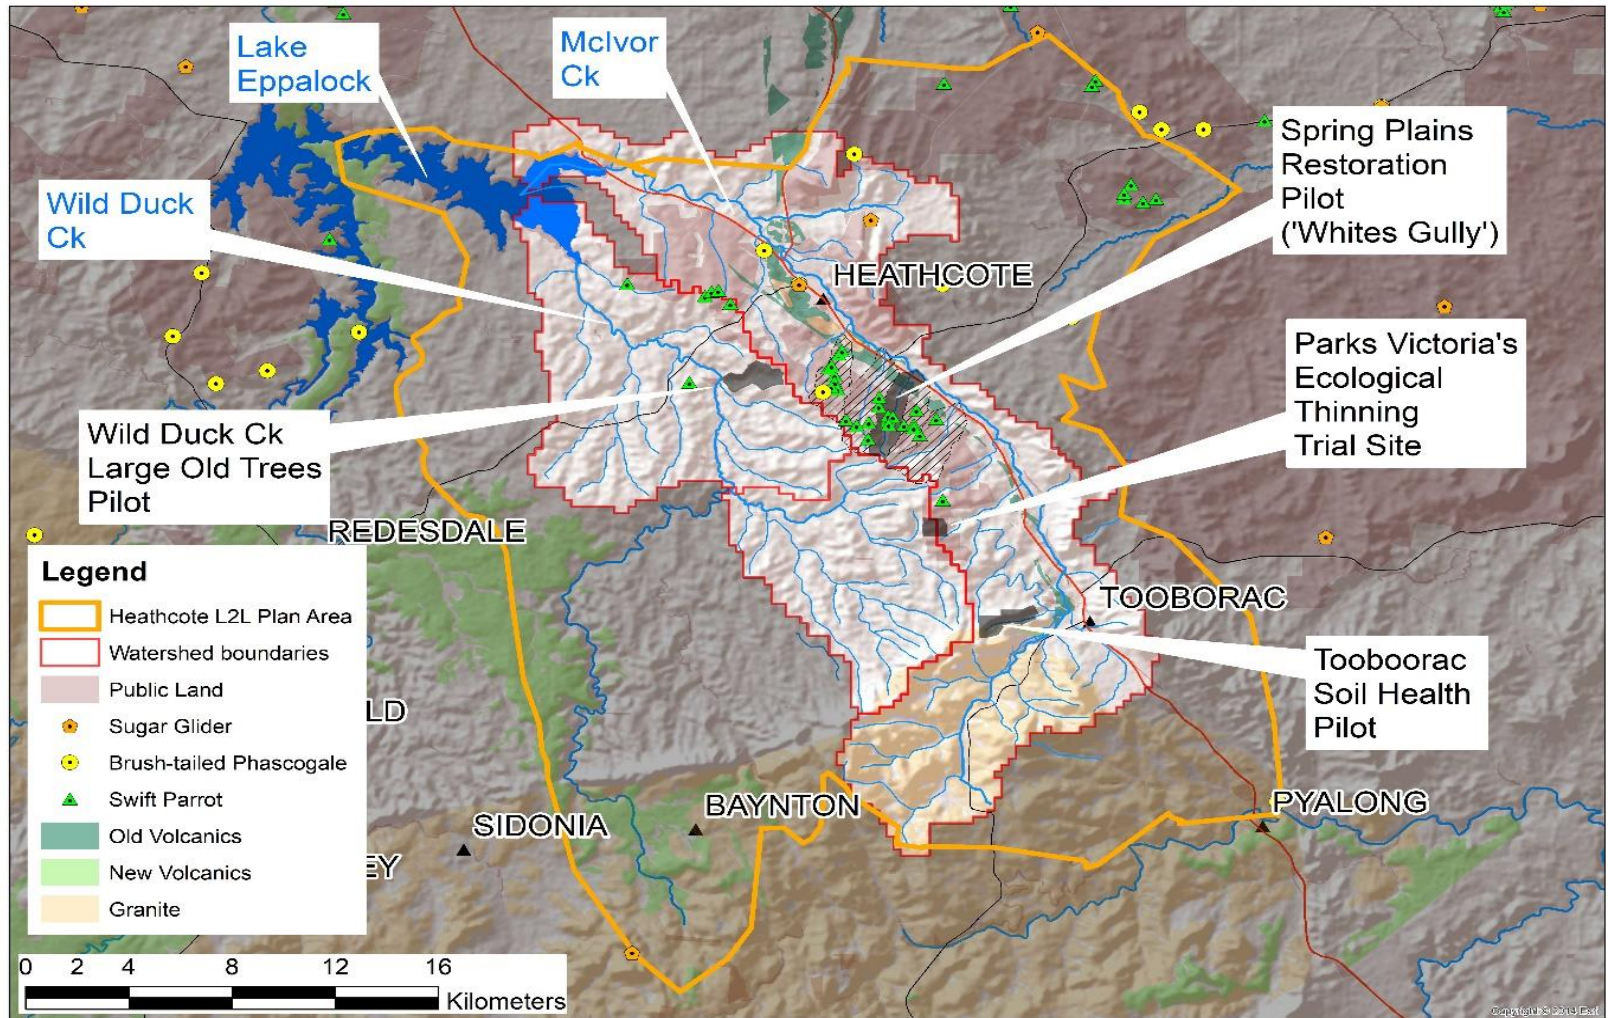 Lake
Eppalock
McIvor
Ck
Spring Plains
Restoration
Pilot
('Whites Gully')
Wild Duck
Ck
HEATHCOTE
Parks Victoria's
Ecological
Thinning
Trial Site
Wild Duck Ck
Large Old Trees
Pilot
REDESDALE
TOOBORAC
Tooboorac
Soil Health
Pilot
Legend
Heathcote L2L Plan Area
Watershed boundaries
Public Land
Sugar Glider
Brush-tailed Phascogale
Swift Parrot
Old Volcanics
New Volcanics
Granite
LD
EY
SIDONIA
BAYNTON
PYALONG
0 2 4 8 12 16
Kilometers
Copyright:© 2014 Esri